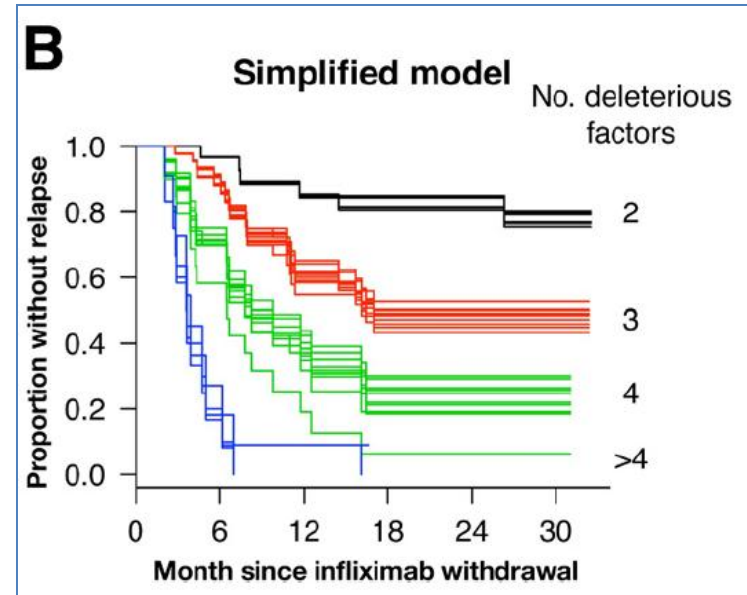 B
Simplified model
No. deleterious
factors
Proportion without relapse
1.0
0.8
0.6
0.4
0.2
0.0
2
3
4
>4
0 6 12 18 24 30
Month since infliximab withdrawal